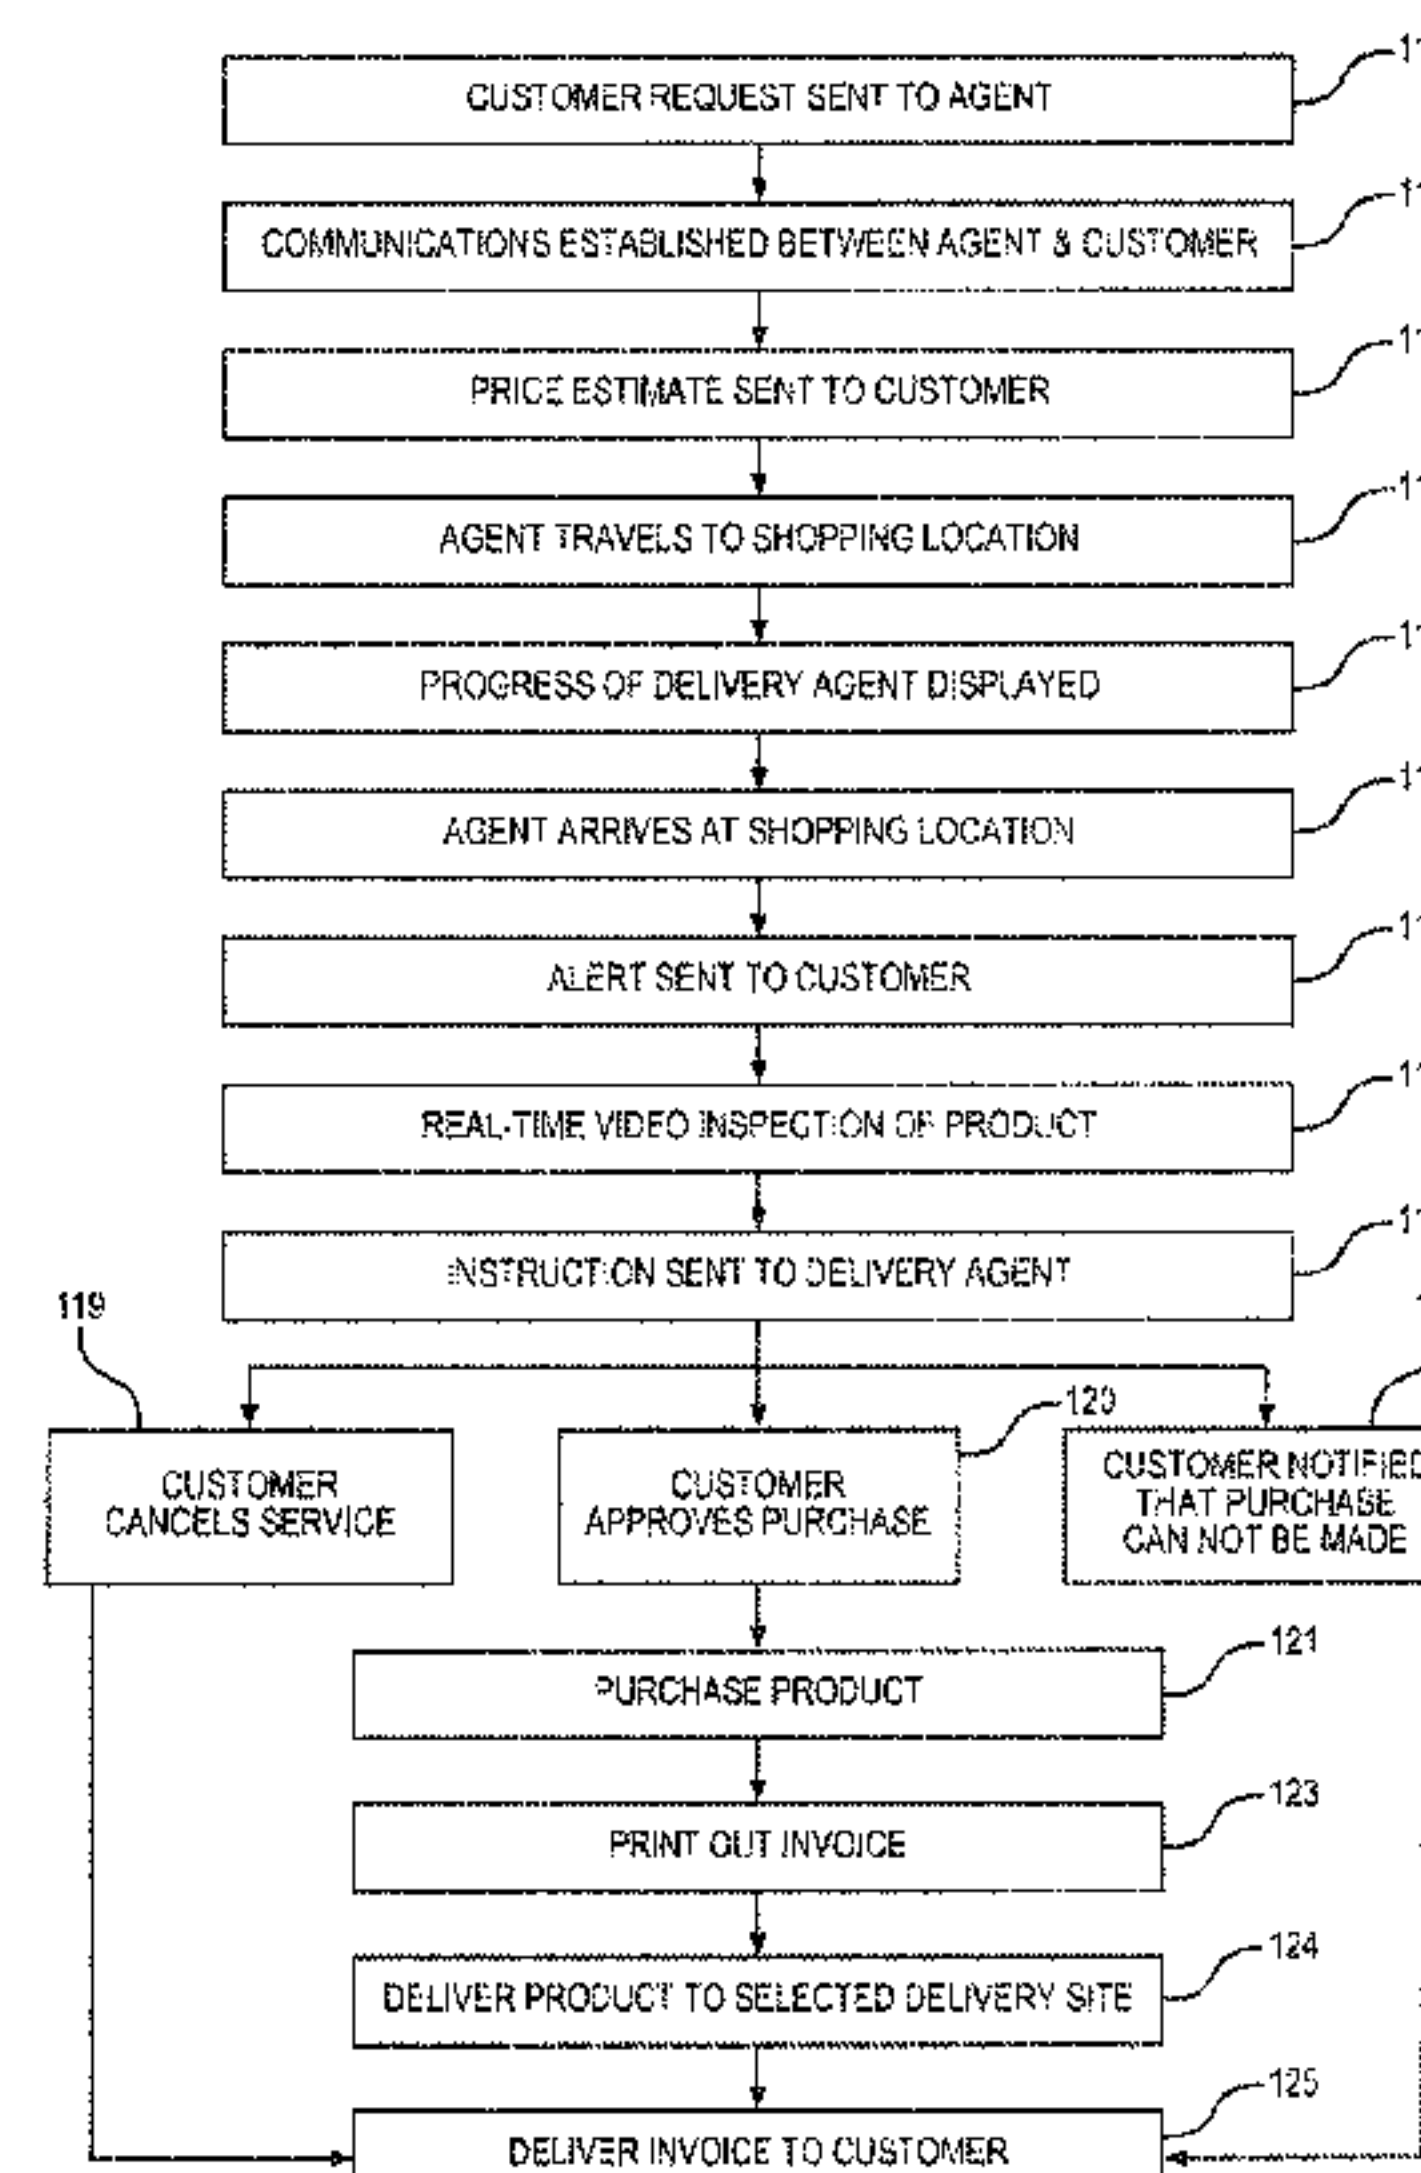 CUSTOMER REQUEST SENT TO AGENT
COMMUNICATIONS ESTABLISHED BETWEEN AGENT & CUSTOMER
PRICE ESTIMATE SENT TO CUSTOMER
AGENT TRAVELS TO SHOPPING LOCATION
PROGRESS OF DELIVERY AGENT DISPLAYED
AGENT ARRIVES AT SHOPPING LOCATION
ALERT SENT TO CUSTOMER
REAL-TIME VIDEO INSPECTION OF PRODUCT
INSTRUCTION SENT TO DELIVERY AGENT
119
120
CUSTOMER
CANCELS SERVICE
CUSTOMER
APPROVES PURCHASE
CUSTOMER NOTIFIED
THAT PURCHASE
CAN NOT BE MADE
121
PURCHASE PRODUCT
123
PRINT OUT INVOICE
124
DELIVER PRODUCT TO SELECTED DELIVERY SITE
125
DELIVER INVOICE TO CUSTOMER